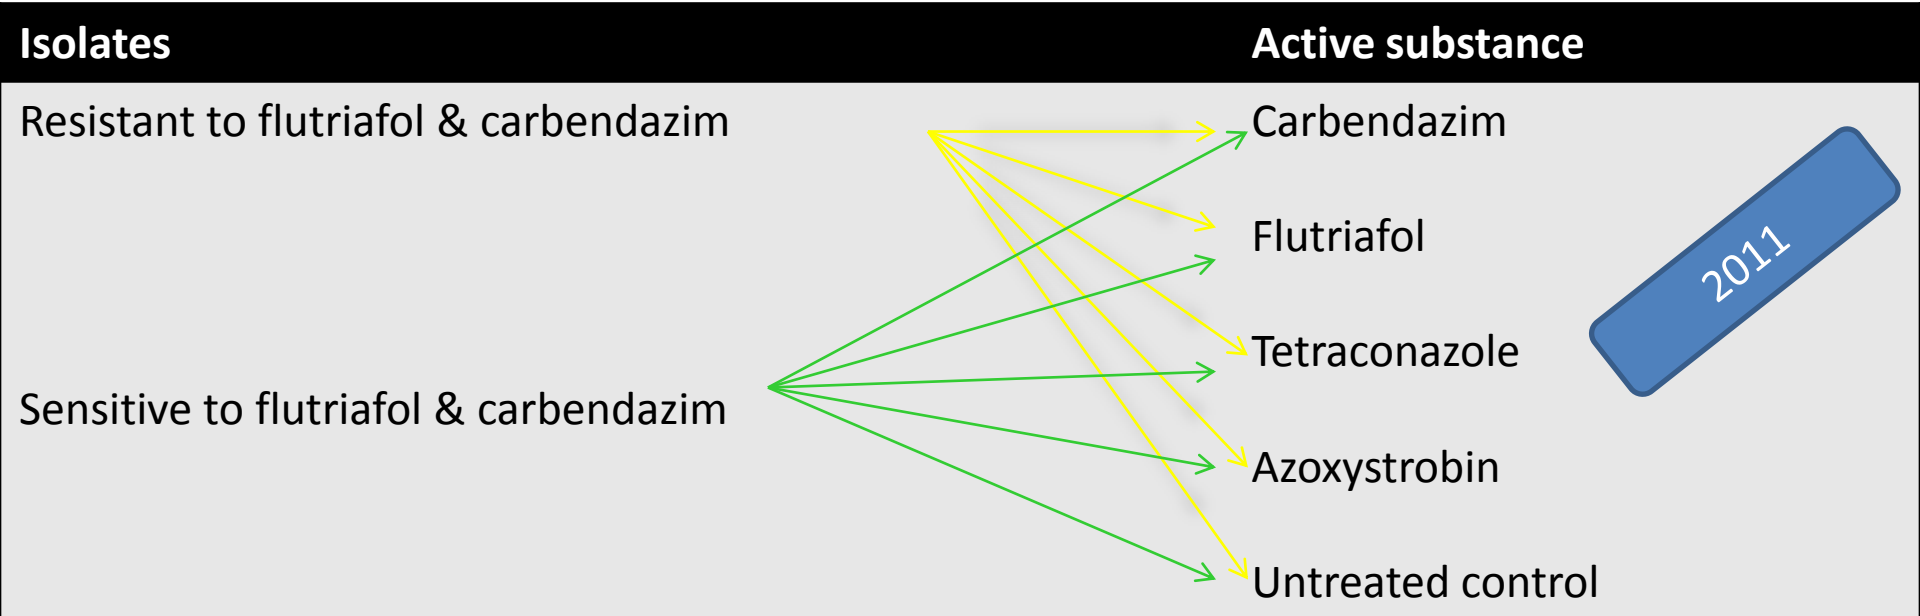 Isolates Active substance
Resistant to flutriafol & carbendazim Carbendazim
Flutriafol
2011
Tetraconazole
Sensitive to flutriafol & carbendazim
Azoxystrobin
Untreated control